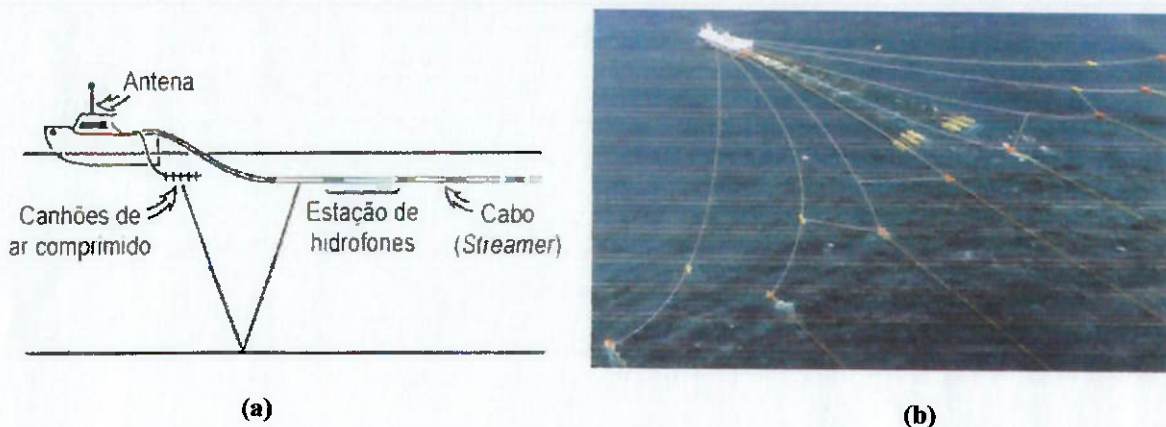 Antena
Canhões de
ar comprimido
Estação de
hidrofones
Cabo
(Streamer)
(a)
(b)